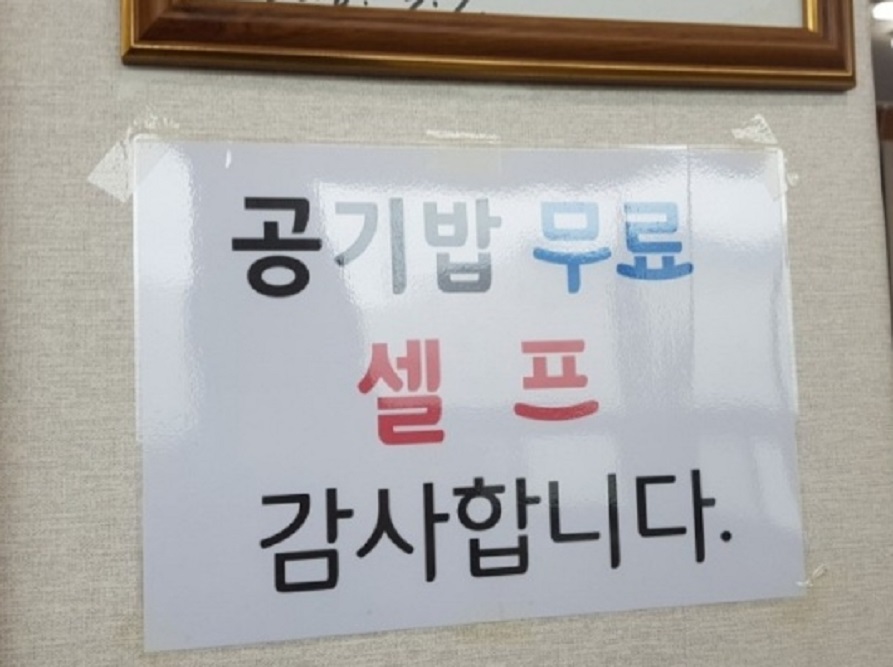 공기밥 무료
셀 프
감사합니다.